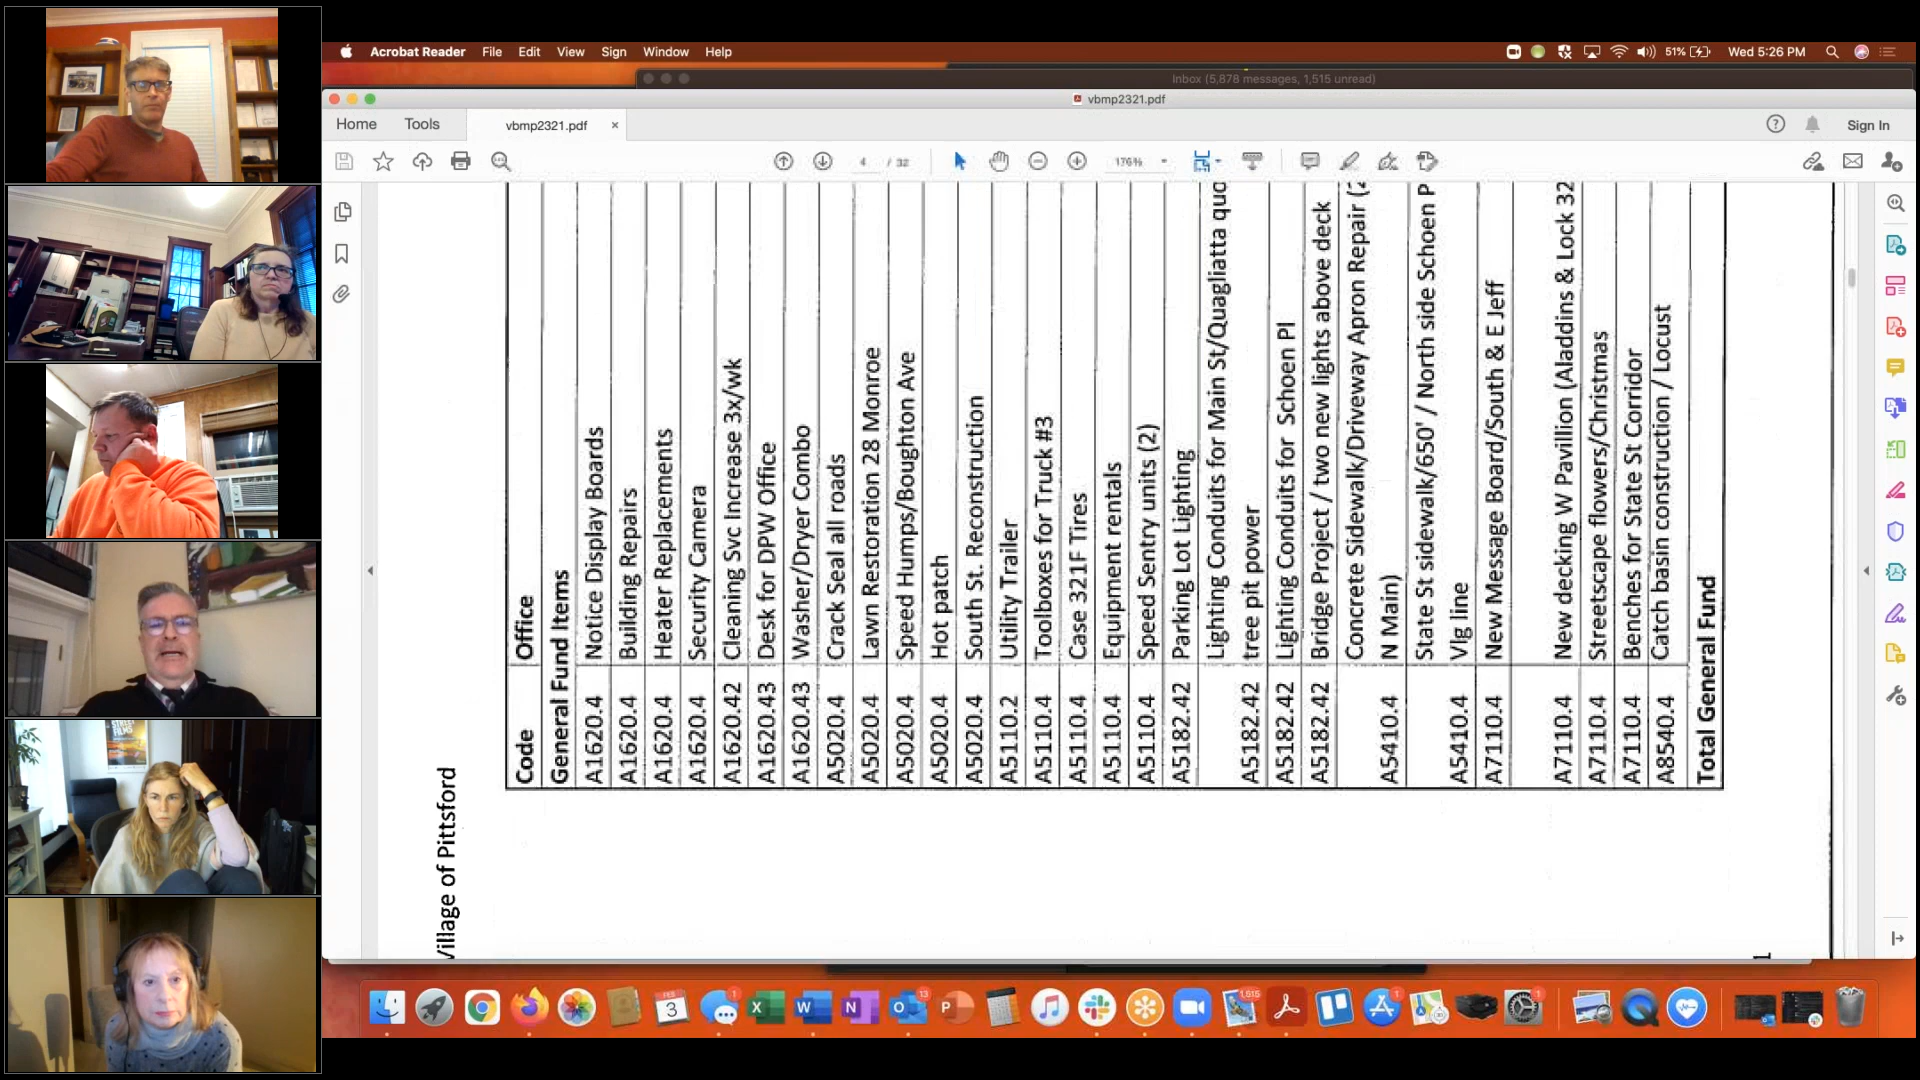 Acrobat Reader File Edit View Sign Window Help
51% Wed 5:26 PM
Inbox (5,878 messages, 1,515 unread)
vbmp2321.pdf
Home Tools vbmp2321.pdf × Sign In
4 / 32 176%
Village of Pittsford
Code Office
General Fund Items
A1620.4 Notice Display Boards
A1620.4 Building Repairs
A1620.4 Heater Replacements
A1620.4 Security Camera
A1620.42 Cleaning Svc Increase 3x/wk
A1620.43 Desk for DPW Office
A1620.43 Washer/Dryer Combo
A5020.4 Crack Seal all roads
A5020.4 Lawn Restoration 28 Monroe
A5020.4 Speed Humps/Boughton Ave
A5020.4 Hot patch
A5020.4 South St. Reconstruction
A5110.2 Utility Trailer
A5110.4 Toolboxes for Truck #3
A5110.4 Case 321F Tires
A5110.4 Equipment rentals
A5110.4 Speed Sentry units (2)
A5182.42 Parking Lot Lighting
Lighting Conduits for Main St/Quagliatta quo
A5182.42 tree pit power
A5182.42 Lighting Conduits for Schoen Pl
A5182.42 Bridge Project / two new lights above deck
Concrete Sidewalk/Driveway Apron Repair (2
A5410.4 N Main)
State St sidewalk/650' / North side Schoen P
A5410.4 Vlg line
A7110.4 New Message Board/South & E Jeff
A7110.4 New decking W Pavillion (Aladdins & Lock 32
A7110.4 Streetscape flowers/Christmas
A7110.4 Benches for State St Corridor
A8540.4 Catch basin construction / Locust
Total General Fund
1
FEB
3
1
13
1,515
1
1